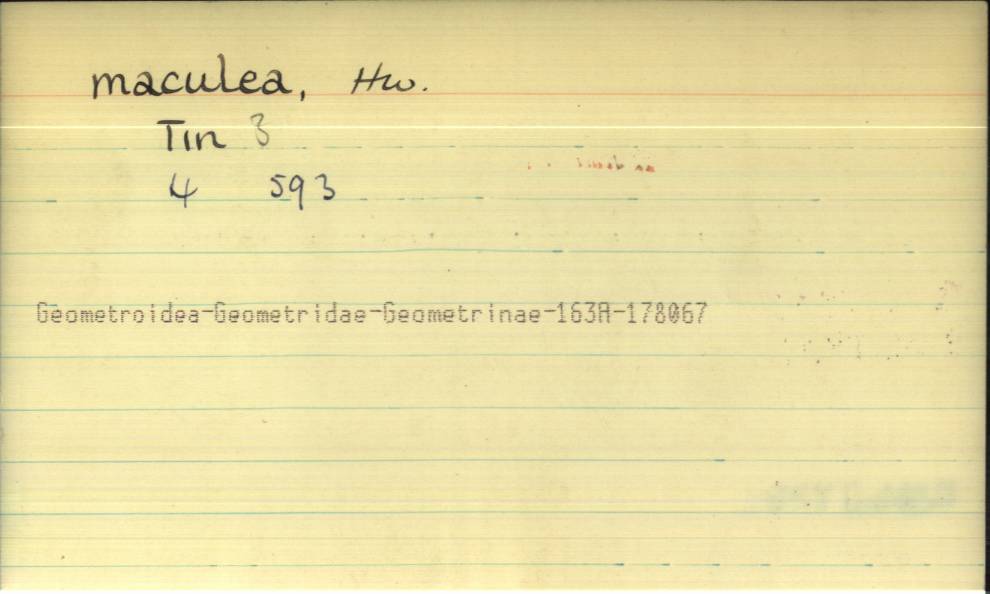 maculea, Hw.
Tin 3
4 593
Geometroidea-Geometridae-Geometrinae-163A-178067